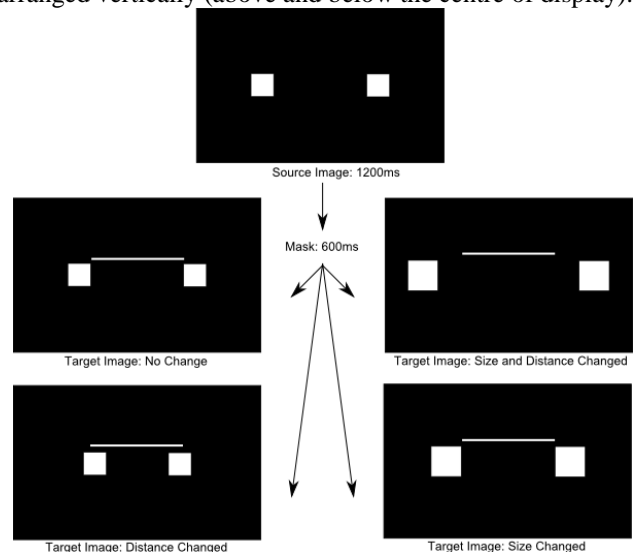 arranged vertically (above and below the centre of display).
Source Image: 1200ms
Mask: 600ms
Target Image: No Change
Target Image: Size and Distance Changed
Target Image: Distance Changed
Target Image: Size Changed